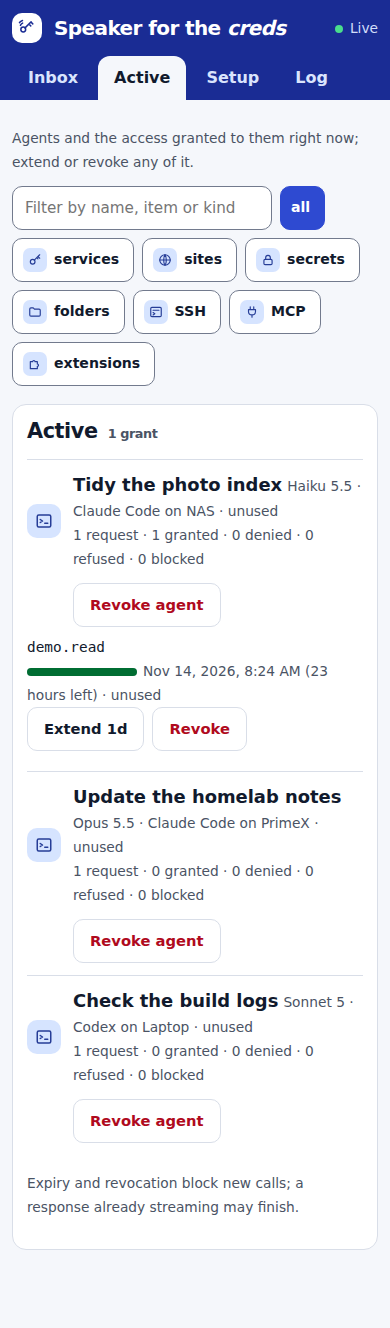 Speaker for the creds
Live
Inbox Active Setup Log
Agents and the access granted to them right now;
extend or revoke any of it.
Filter by name, item or kind all
services sites secrets
folders SSH MCP
extensions
Active 1 grant
Tidy the photo index Haiku 5.5 ·
Claude Code on NAS · unused
1 request · 1 granted · 0 denied · 0
refused · 0 blocked
Revoke agent
demo.read
Nov 14, 2026, 8:24 AM (23
hours left) · unused
Extend 1d Revoke
Update the homelab notes
Opus 5.5 · Claude Code on PrimeX ·
unused
1 request · 0 granted · 0 denied · 0
refused · 0 blocked
Revoke agent
Check the build logs Sonnet 5 ·
Codex on Laptop · unused
1 request · 0 granted · 0 denied · 0
refused · 0 blocked
Revoke agent
Expiry and revocation block new calls; a
response already streaming may finish.